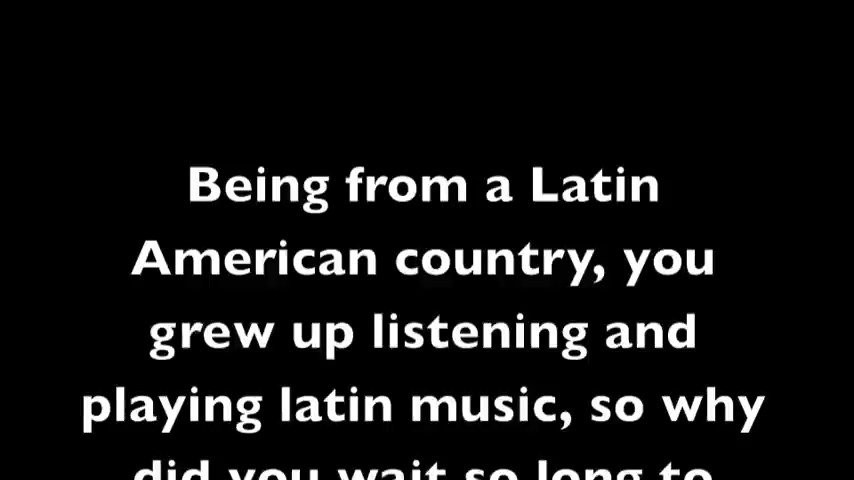 Being from a Latin
American country, you
grew up listening and
playing latin music, so why
did you wait so long to